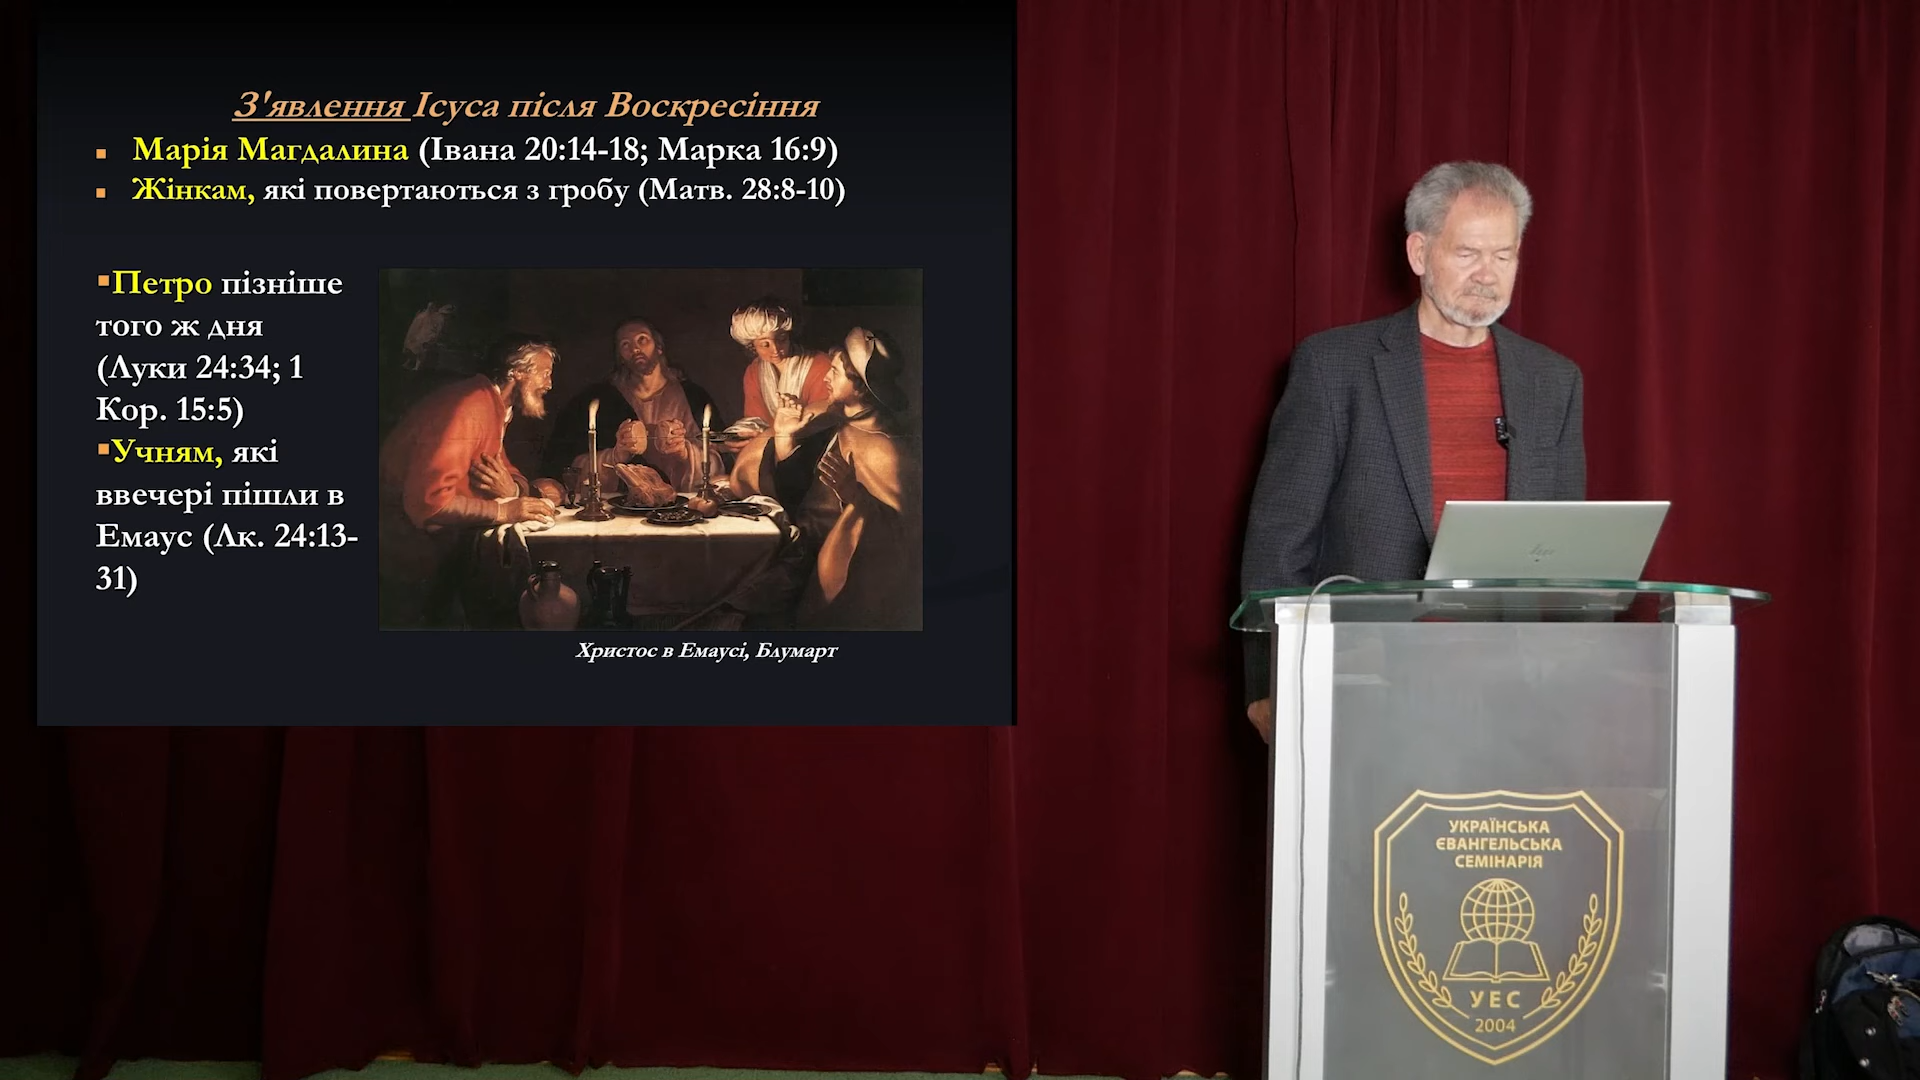 З'явлення Ісуса після Воскресіння
Марія Магдалина (Івана 20:14-18; Марка 16:9)
Жінкам, які повертаються з гробу (Матв. 28:8-10)
Петро пізніше
того ж дня
(Луки 24:34; 1
Кор. 15:5)
Учням, які
ввечері пішли в
Емаус (Лк. 24:13-
31)
Христос в Емаусі, Блумарт
hp
УКРАЇНСЬКА
ЄВАНГЕЛЬСЬКА
СЕМІНАРІЯ
УЕС
2004